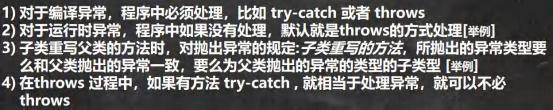 1) 对于编译异常，程序中必须处理，比如 try-catch 或者 throws
2) 对于运行时异常，程序中如果没有处理，默认就是throws的方式处理[举例]
3) 子类重写父类的方法时，对抛出异常的规定:子类重写的方法，所抛出的异常类型要
么和父类抛出的异常一致，要么为父类抛出的异常的类型的子类型 [举例]
4) 在throws 过程中，如果有方法 try-catch , 就相当于处理异常，就可以不必
throws